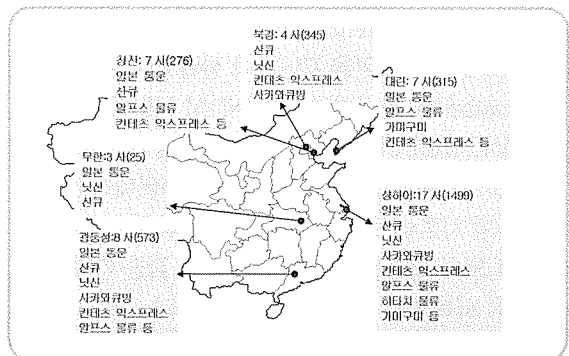 북경: 4 사(345)
산큐
닛신
킨테츠 익스프레스
사카와큐빙
청진: 7 사(276)
일본 통운
산큐
알프스 물류
킨테츠 익스프레스 등
대련: 7 사(315)
일본 통운
알프스 물류
가미구미
킨테츠 익스프레스 등
무한:3 사(25)
일본 통운
닛신
산큐
상하이:17 사(1499)
일본 통운
산큐
닛신
사카와큐빙
킨테츠 익스프레스
알프스 물류
히타치 물류
가미구미 등
광동성:8 사(573)
일본 통운
산큐
닛신
사카와큐빙
킨테츠 익스프레스
알프스 물류 등